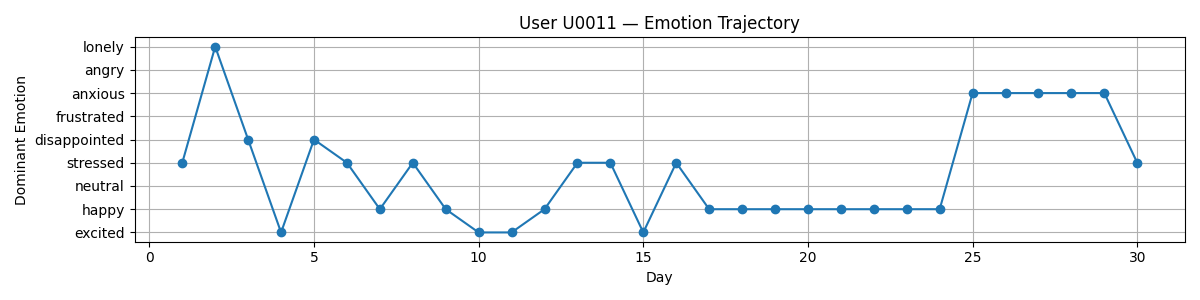 User U0011 — Emotion Trajectory
Dominant Emotion
lonely
angry
anxious
frustrated
disappointed
stressed
neutral
happy
excited
0 5 10 15 20 25 30
Day